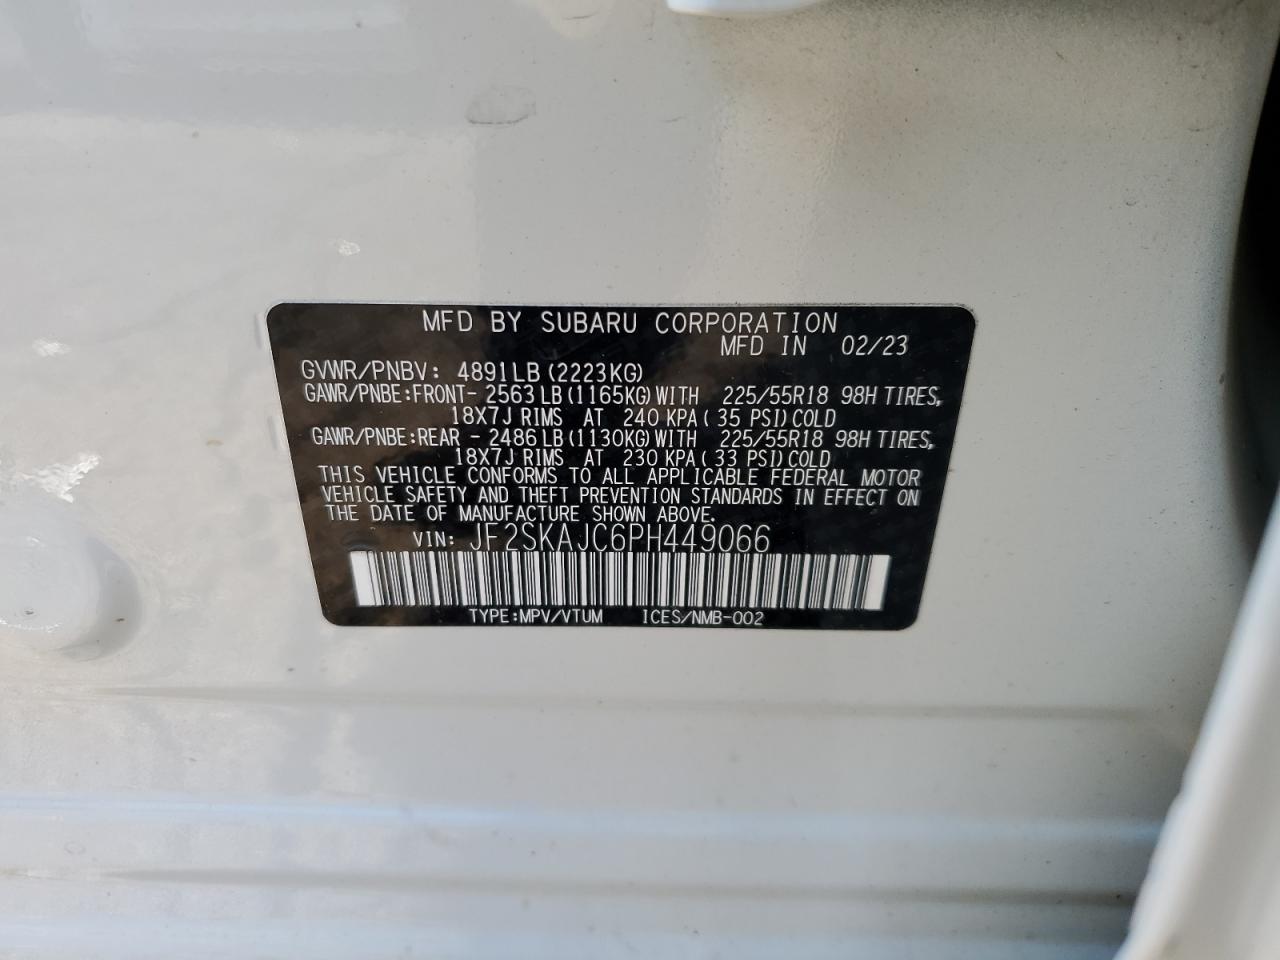 MFD BY SUBARU CORPORATION
MFD IN 02/23
GVWR/PNBV: 4891LB(2223KG)
GAWR/PNBE:FRONT- 2563LB(1165KG)WITH 225/55R18 98H TIRES,
18X7J RIMS AT 240 KPA(35 PSI)COLD
GAWR/PNBE:REAR - 2486LB(1130KG)WITH 225/55R18 98H TIRES,
18X7J RIMS AT 230 KPA(33 PSI)COLD
THIS VEHICLE CONFORMS TO ALL APPLICABLE FEDERAL MOTOR
VEHICLE SAFETY AND THEFT PREVENTION STANDARDS IN EFFECT ON
THE DATE OF MANUFACTURE SHOWN ABOVE.
VIN: JF2SKAJC6PH449066
TYPE:MPV/VTUM ICES/NMB-002